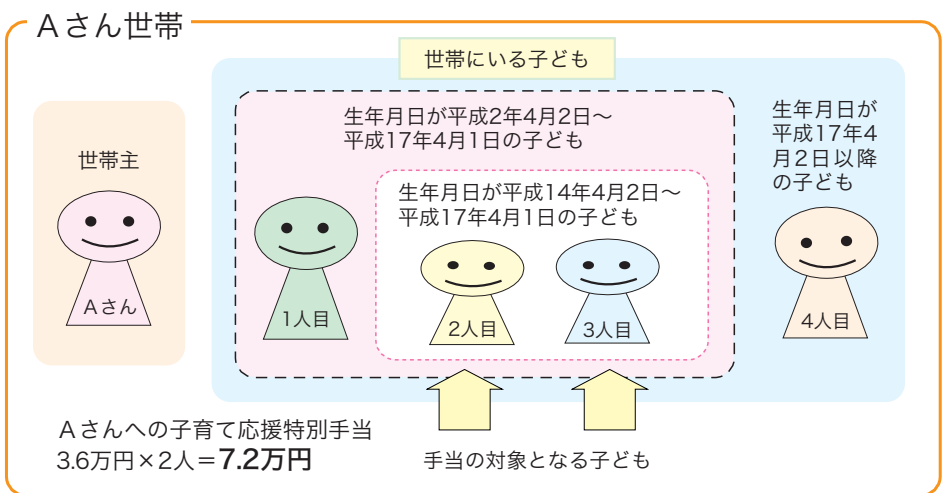 Aさん世帯
世帯にいる子ども
世帯主
Aさん
生年月日が平成2年4月2日～
平成17年4月1日の子ども
1人目
生年月日が平成14年4月2日～
平成17年4月1日の子ども
2人目
3人目
生年月日が
平成17年4
月2日以降
の子ども
4人目
Aさんへの子育て応援特別手当
3.6万円×2人＝7.2万円
手当の対象となる子ども